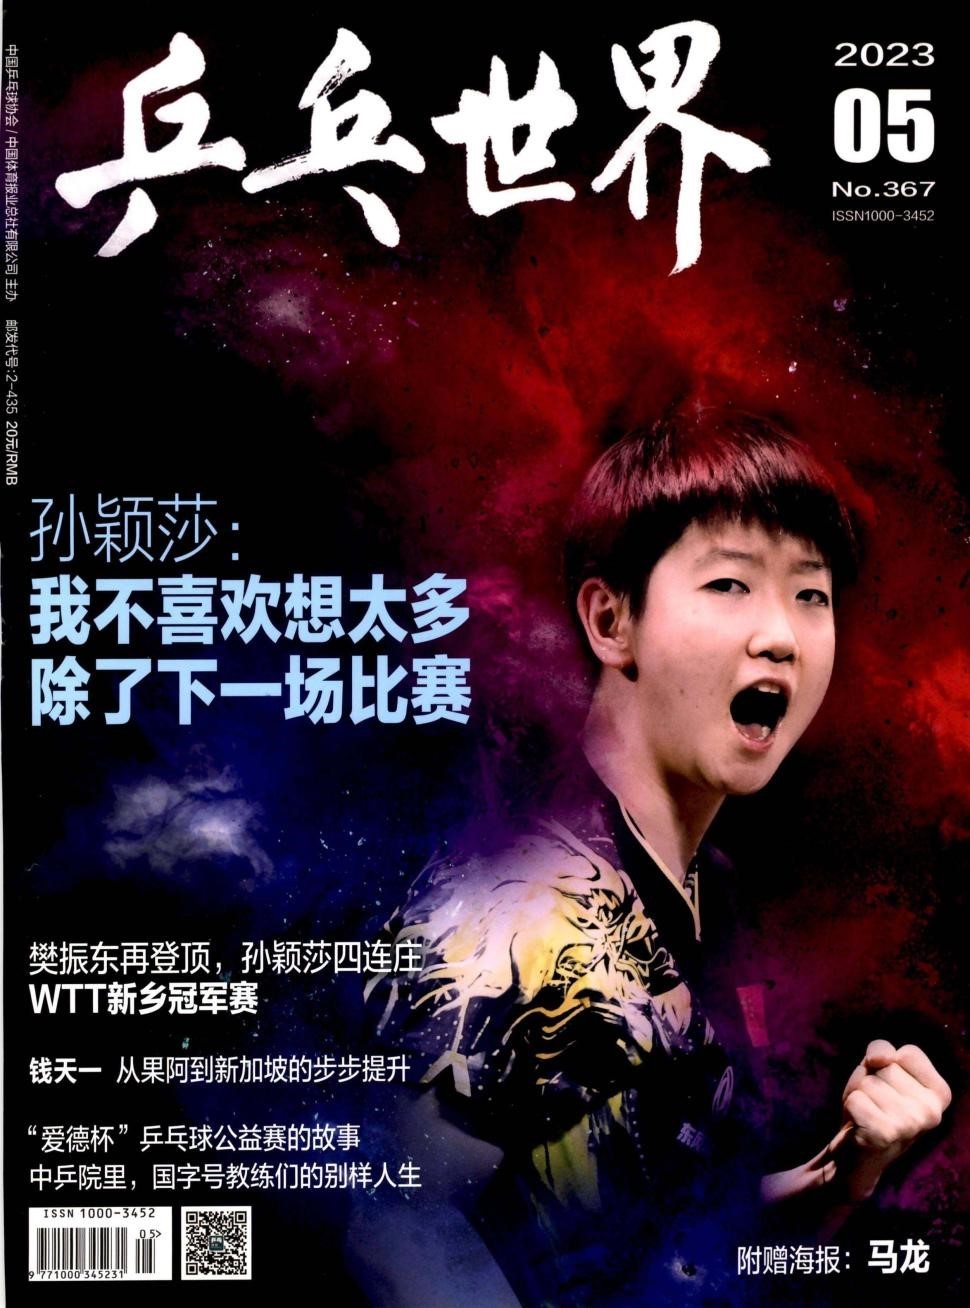 乒乓世界
2023
05
No.367
ISSN1000-3452
中国乒乓球协会/中国体育报业总社有限公司 主办 邮发代号:2-435 20元/RMB
孙颖莎：
我不喜欢想太多
除了下一场比赛
樊振东再登顶，孙颖莎四连庄
WTT新乡冠军赛
钱天一 从果阿到新加坡的步步提升
“爱德杯”乒乓球公益赛的故事
中乒院里，国字号教练们的别样人生
ISSN 1000-3452
05>
9 771000 345231
附赠海报：马龙